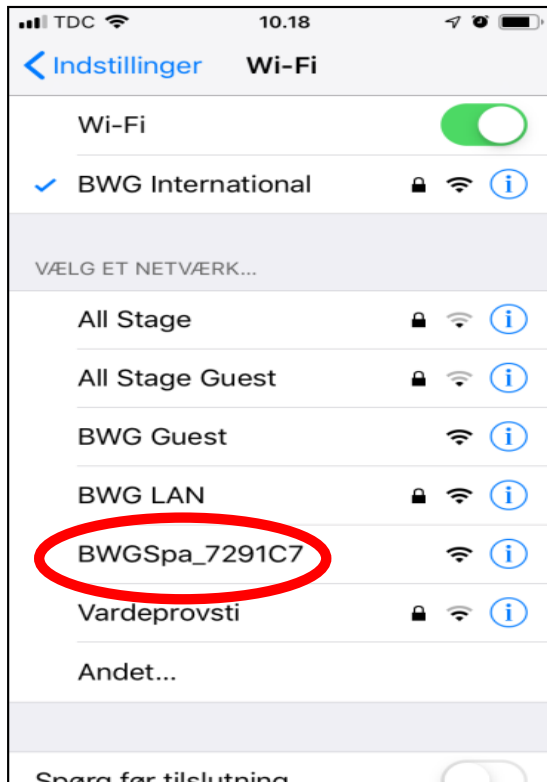 TDC 10.18
Indstillinger Wi-Fi
Wi-Fi
BWG International
VÆLG ET NETVÆRK...
All Stage
All Stage Guest
BWG Guest
BWG LAN
BWGSpa_7291C7
Vardeprovsti
Andet...
Spørg før tilslutning